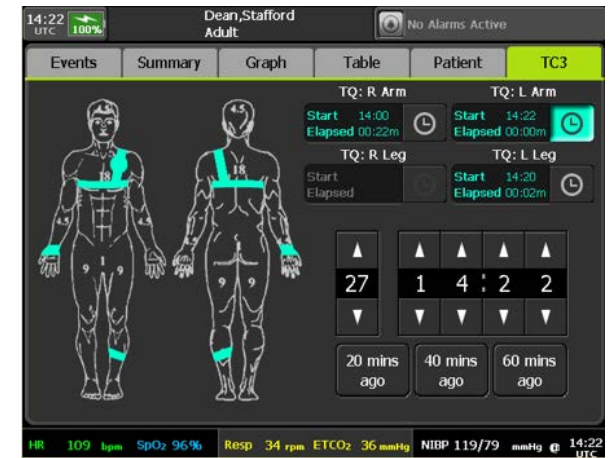 14:22 UTC 100% Dean,Stafford Adult No Alarms Active
Events Summary Graph Table Patient TC3
TQ: R Arm TQ: L Arm
Start 14:00 Start 14:22
Elapsed 00:22m Elapsed 00:00m
TQ: R Leg TQ: L Leg
Start Start 14:20
Elapsed Elapsed 00:02m
4.5 4.5
18 18
4.5 4.5
1
9 9 9 9
27 1 4 : 2 2
20 mins ago 40 mins ago 60 mins ago
HR 109 bpm SpO2 96% Resp 34 rpm ETCO2 36 mmHg NIBP 119/79 mmHg @ 14:22 UTC